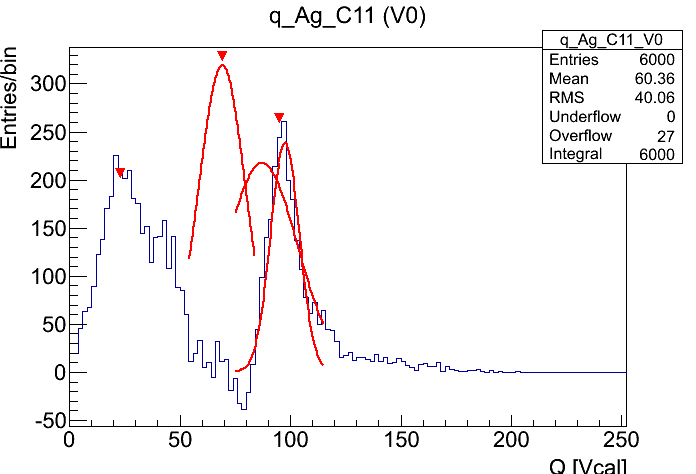 q_Ag_C11 (V0)
q_Ag_C11_V0
Entries 6000
Mean 60.36
RMS 40.06
Underflow 0
Overflow 27
Integral 6000
Entries/bin
300
250
200
150
100
50
0
-50
0 50 100 150 200 250
Q [Vcal]